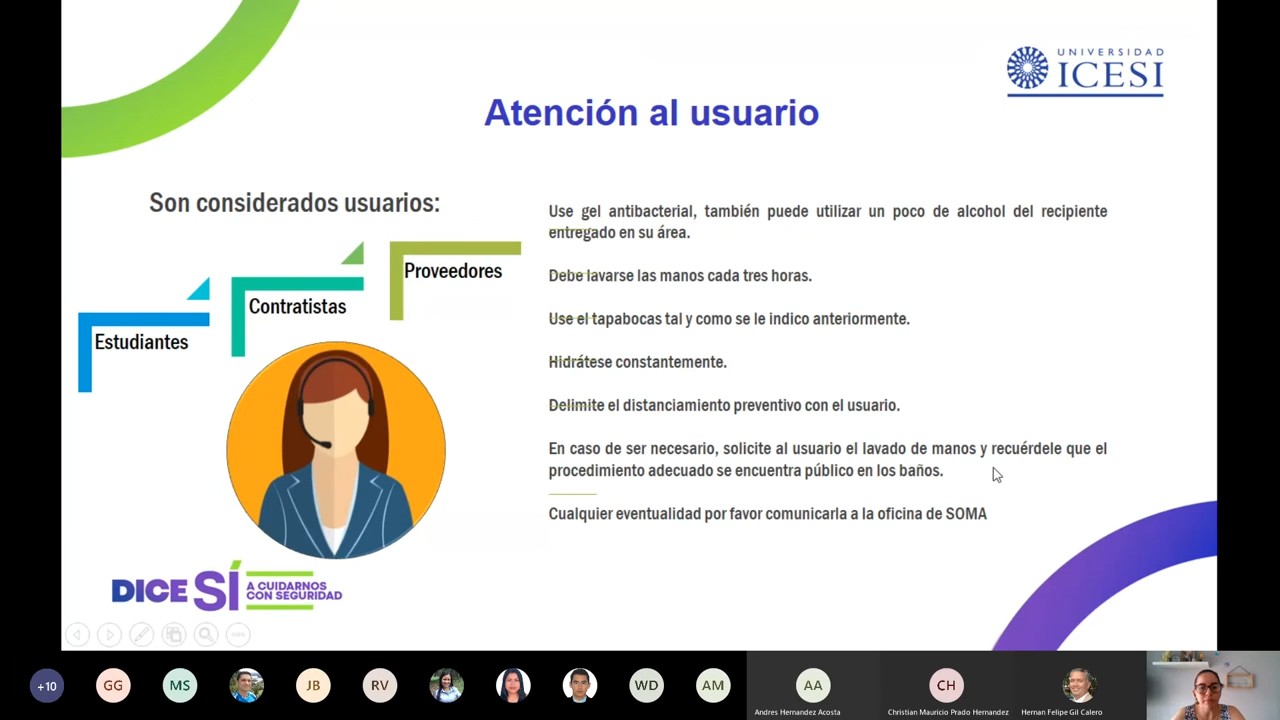 UNIVERSIDAD
ICESI
Atención al usuario
Son considerados usuarios:
Proveedores
Contratistas
Estudiantes
Use gel antibacterial, también puede utilizar un poco de alcohol del recipiente
entregado en su área.
Debe lavarse las manos cada tres horas.
Use el tapabocas tal y como se le indico anteriormente.
Hidrátese constantemente.
Delimite el distanciamiento preventivo con el usuario.
En caso de ser necesario, solicite al usuario el lavado de manos y recuérdele que el
procedimiento adecuado se encuentra público en los baños.
Cualquier eventualidad por favor comunicarla a la oficina de SOMA
DICE SÍ A CUIDARNOS
CON SEGURIDAD
+10
GG
MS
JB
RV
WD
AM
AA
CH
Andres Hernandez Acosta
Christian Mauricio Prado Hernandez
Hernan Felipe Gil Calero